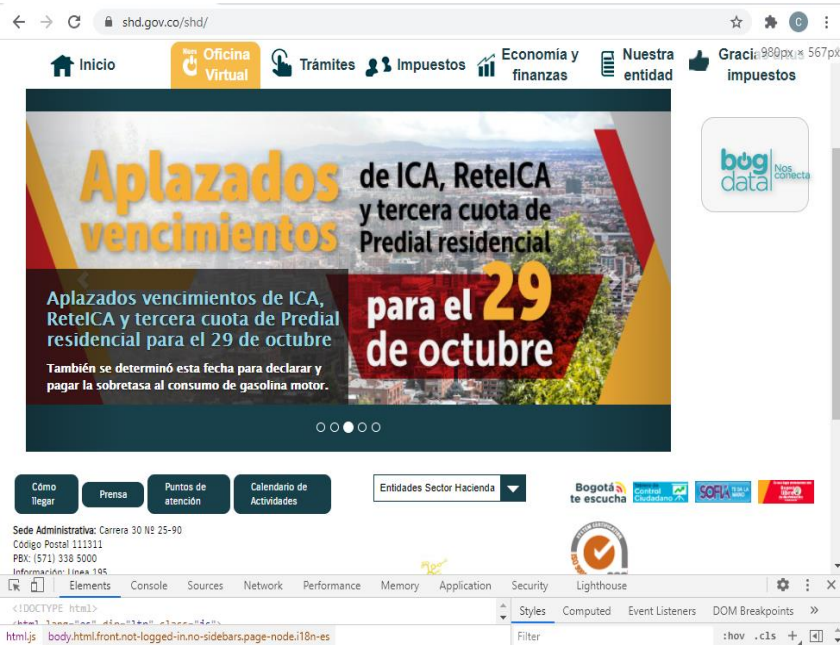 shd.gov.co/shd/
C
Inicio
Oficina
Virtual
Trámites
Impuestos
Economía y
finanzas
Nuestra
entidad
impuestos
980px × 567px
Aplazados
vencimientos
de ICA, ReteICA
y tercera cuota de
Predial residencial
para el 29
de octubre
Aplazados vencimientos de ICA,
ReteICA y tercera cuota de Predial
residencial para el 29 de octubre
También se determinó esta fecha para declarar y
pagar la sobretasa al consumo de gasolina motor.
bog
data
Nos
conecta
Cómo
llegar
Prensa
Puntos de
atención
Calendario de
Actividades
Entidades Sector Hacienda
Bogotá
te escucha
Control
Ciudadano
SOFIA
Sede Administrativa: Carrera 30 Nº 25-90
Código Postal 111311
PBX: (571) 338 5000
Información: Línea 195
Elements Console Sources Network Performance Memory Application Security Lighthouse
<!DOCTYPE html>
Styles Computed Event Listeners DOM Breakpoints »
html.js body.html.front.not-logged-in.no-sidebars.page-node.i18n-es
Filter :hov .cls +